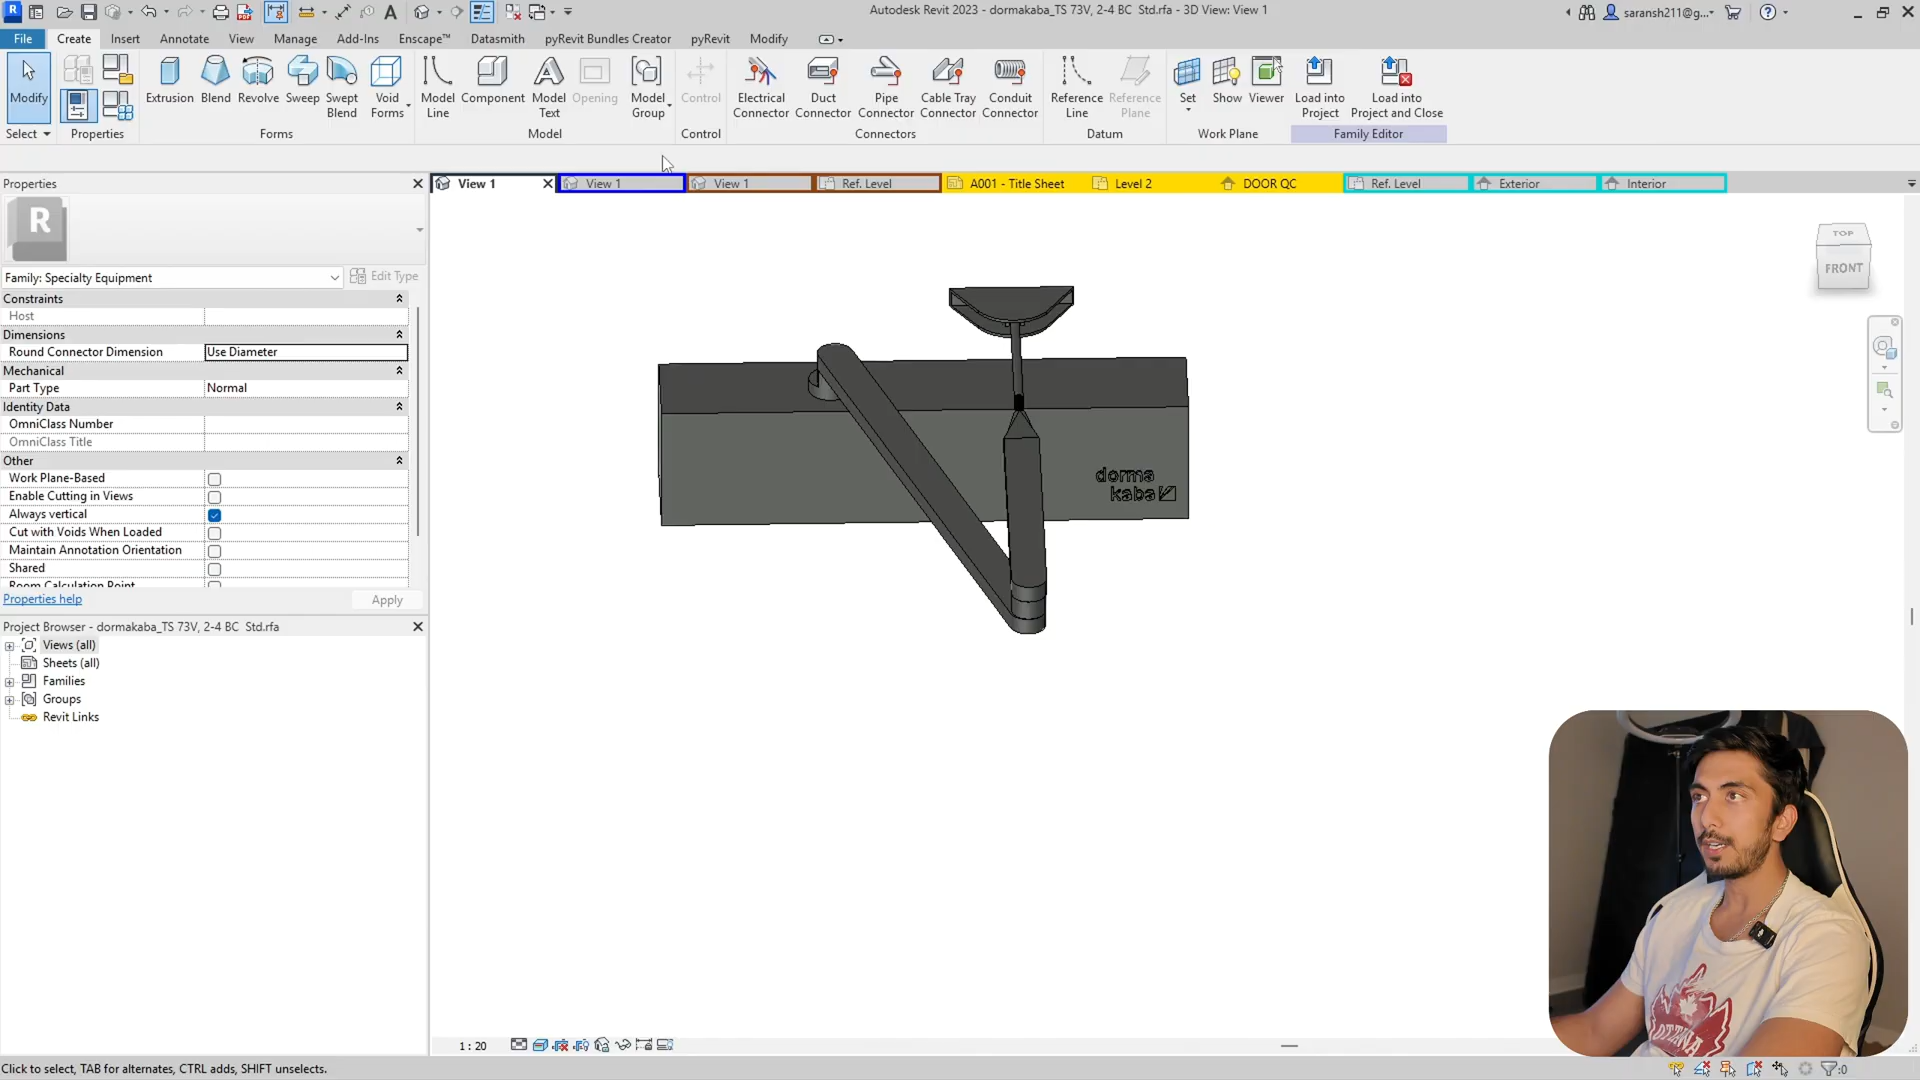 Autodesk Revit 2023 - dormakaba_TS 73V, 2-4 BC Std.rfa - 3D View: View 1
saransh211@g...
File Create Insert Annotate View Manage Add-Ins Enscape™ Datasmith pyRevit Bundles Creator pyRevit Modify
Modify
Extrusion Blend Revolve Sweep Swept Blend Void Forms
Model Line Component Model Text Opening Model Group
Control
Electrical Connector Duct Connector Pipe Connector Cable Tray Connector Conduit Connector
Reference Line Reference Plane
Set Show Viewer
Load into Project Load into Project and Close
Select Properties Forms Model Control Connectors Datum Work Plane Family Editor
Properties
View 1 View 1 View 1 Ref. Level A001 - Title Sheet Level 2 DOOR QC Ref. Level Exterior Interior
R
Family: Specialty Equipment Edit Type
Constraints
Host
Dimensions
Round Connector Dimension Use Diameter
Mechanical
Part Type Normal
Identity Data
OmniClass Number
OmniClass Title
Other
Work Plane-Based
Enable Cutting in Views
Always vertical
Cut with Voids When Loaded
Maintain Annotation Orientation
Shared
Room Calculation Point
Properties help Apply
Project Browser - dormakaba_TS 73V, 2-4 BC Std.rfa
Views (all)
Sheets (all)
Families
Groups
Revit Links
TOP
FRONT
dorma
kaba
OTTAWA
1 : 20
Click to select, TAB for alternates, CTRL adds, SHIFT unselects.
:0